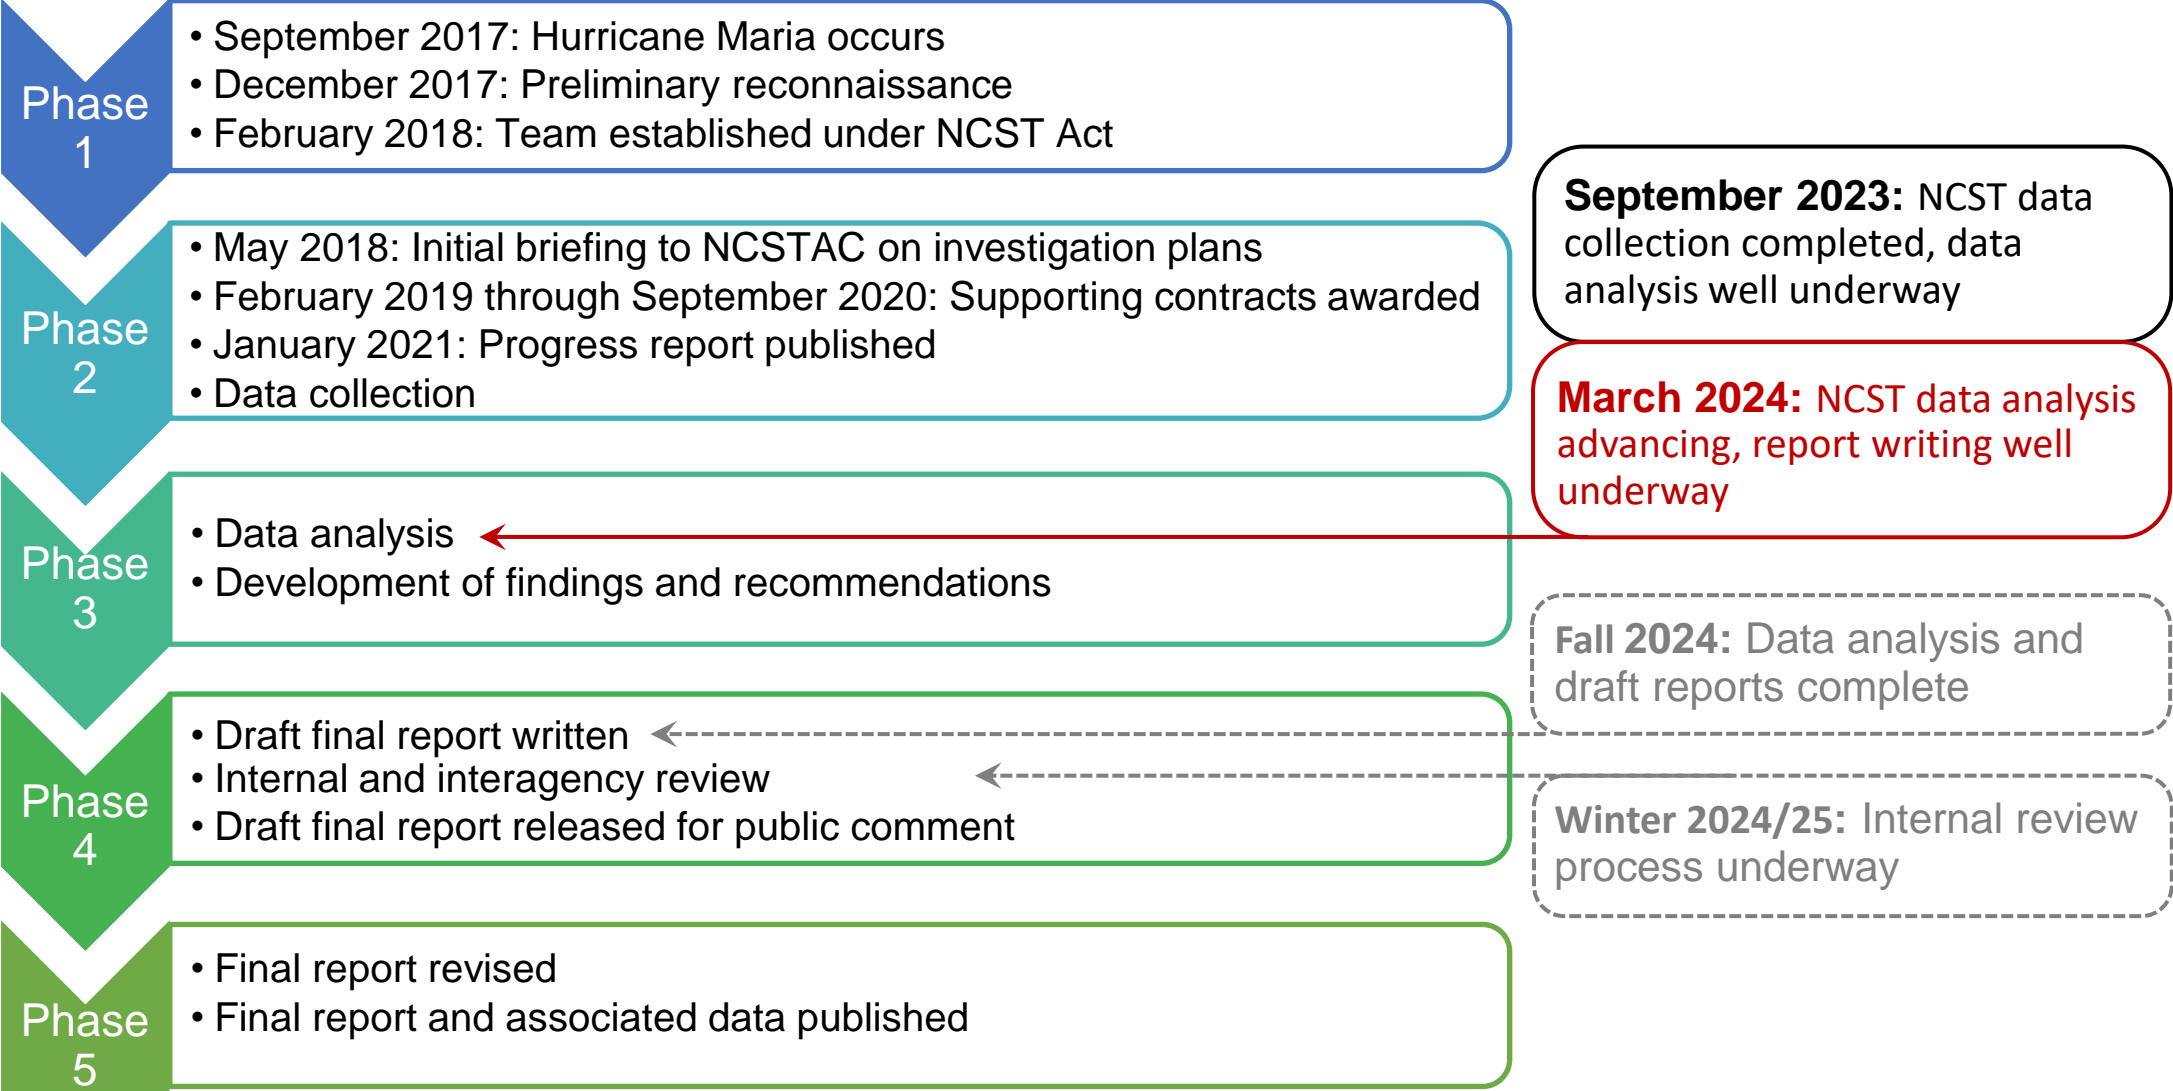 Phase
1
• September 2017: Hurricane Maria occurs
• December 2017: Preliminary reconnaissance
• February 2018: Team established under NCST Act
Phase
2
• May 2018: Initial briefing to NCSTAC on investigation plans
• February 2019 through September 2020: Supporting contracts awarded
• January 2021: Progress report published
• Data collection
Phase
3
• Data analysis
• Development of findings and recommendations
Phase
4
• Draft final report written
• Internal and interagency review
• Draft final report released for public comment
Phase
5
• Final report revised
• Final report and associated data published
September 2023: NCST data
collection completed, data
analysis well underway
March 2024: NCST data analysis
advancing, report writing well
underway
Fall 2024: Data analysis and
draft reports complete
Winter 2024/25: Internal review
process underway